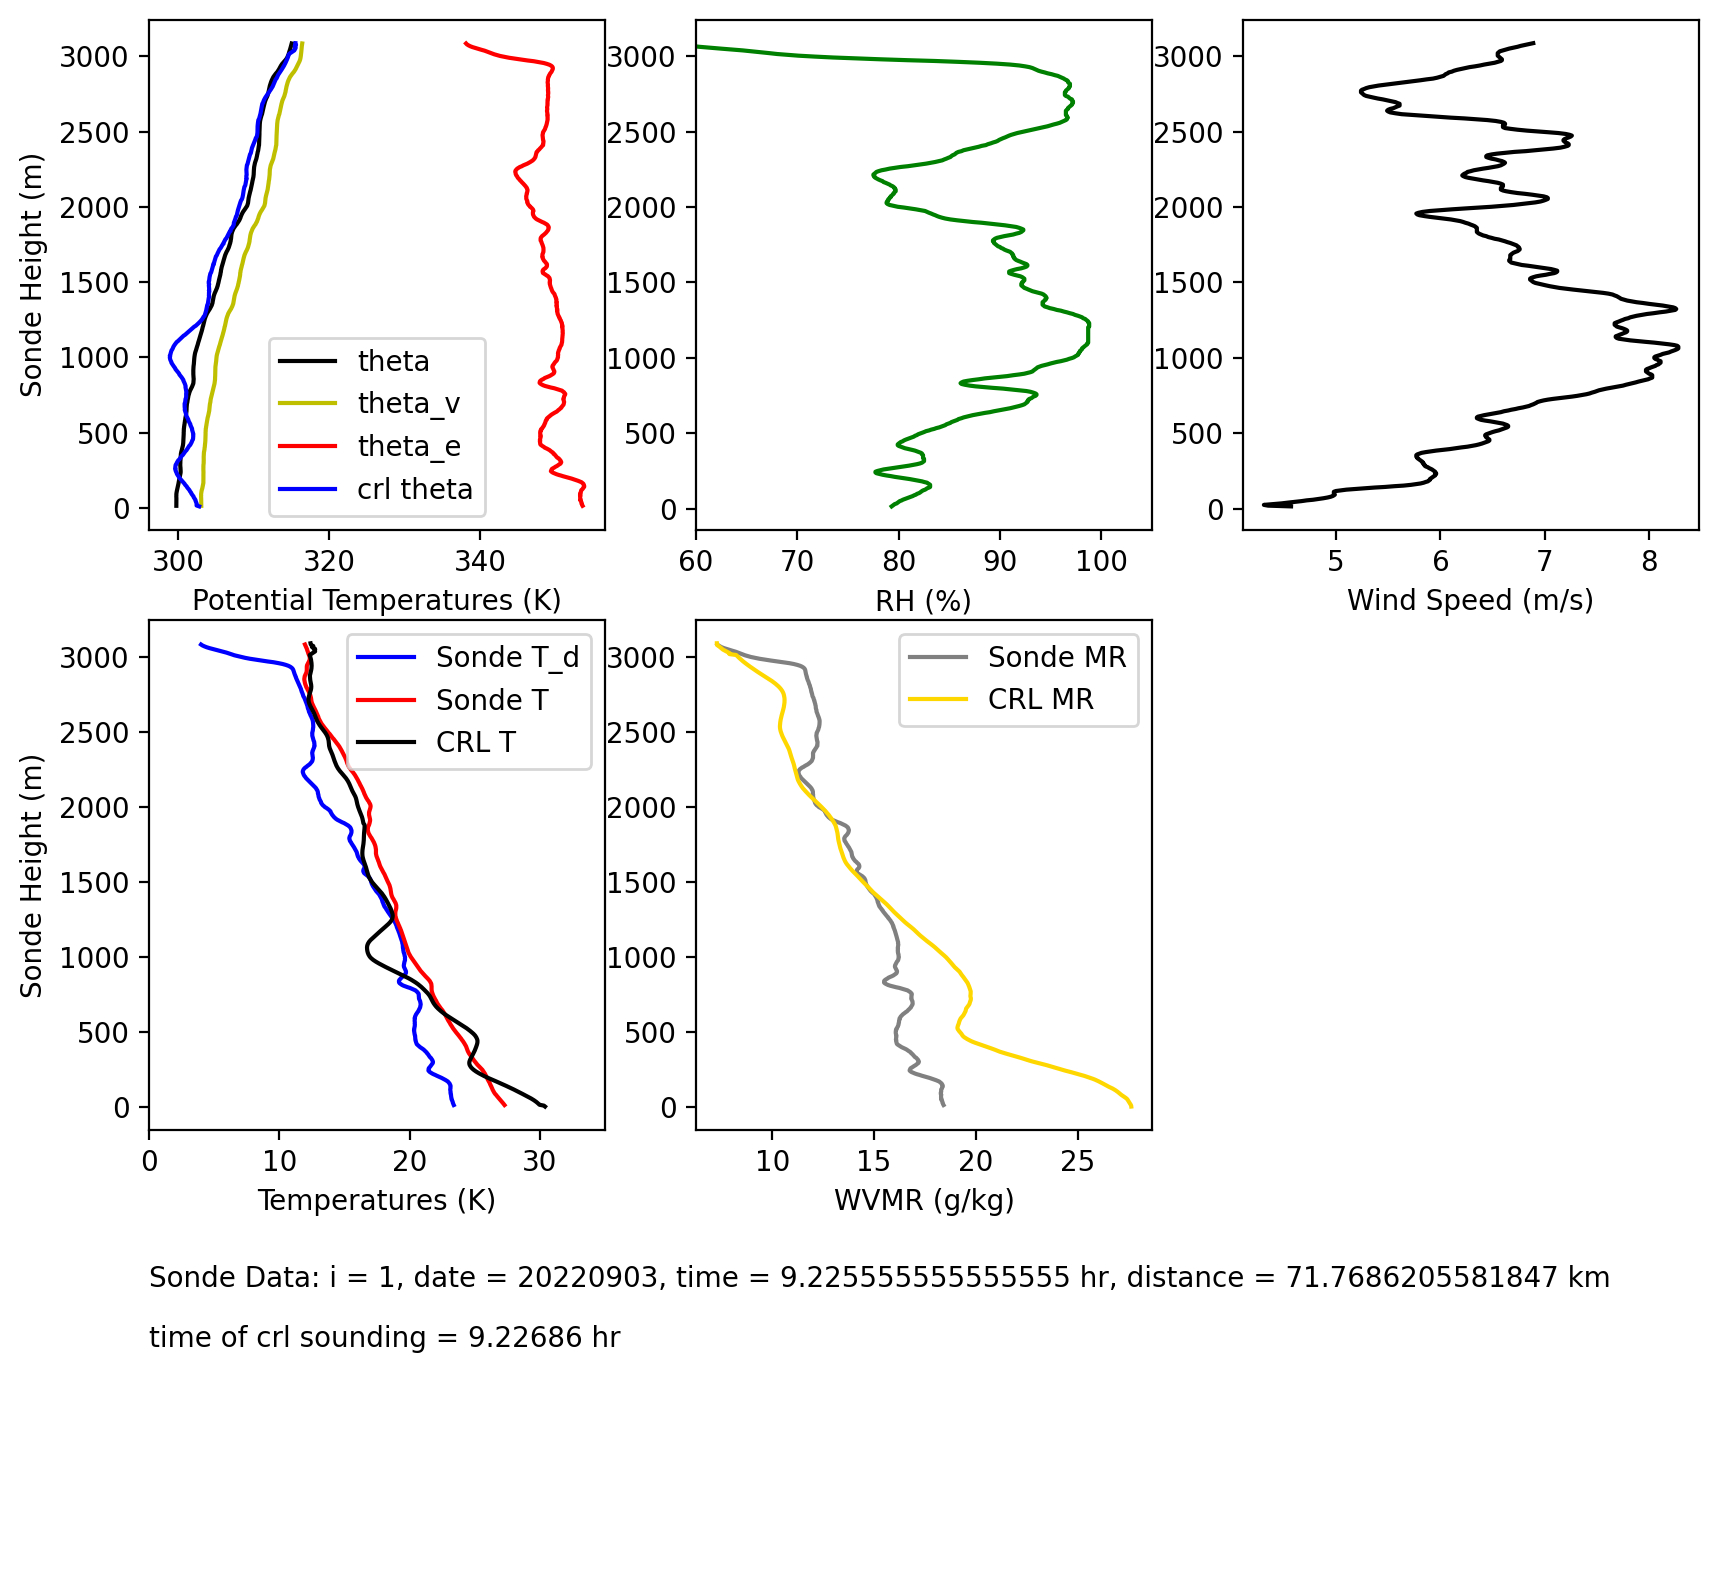 3000
2500
2000
1500
1000
500
0
Sonde Height (m)
theta
theta_v
theta_e
crl theta
300 320 340
Potential Temperatures (K)
3000
2500
2000
1500
1000
500
0
60 70 80 90 100
RH (%)
3000
2500
2000
1500
1000
500
0
5 6 7 8
Wind Speed (m/s)
3000
2500
2000
1500
1000
500
0
Sonde Height (m)
Sonde T_d
Sonde T
CRL T
0 10 20 30
Temperatures (K)
3000
2500
2000
1500
1000
500
0
Sonde MR
CRL MR
10 15 20 25
WVMR (g/kg)
Sonde Data: i = 1, date = 20220903, time = 9.225555555555555 hr, distance = 71.7686205581847 km
time of crl sounding = 9.22686 hr